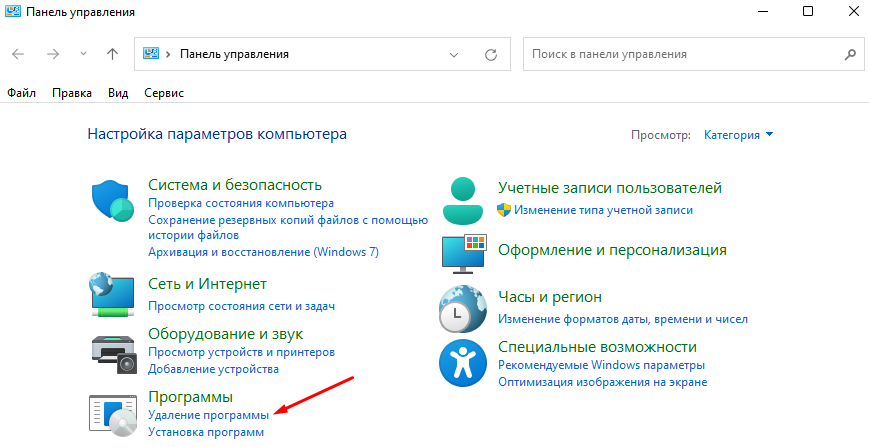 Панель управления
Панель управления
Поиск в панели управления
Файл Правка Вид Сервис
Настройка параметров компьютера
Просмотр: Категория
Система и безопасность
Проверка состояния компьютера
Сохранение резервных копий файлов с помощью
истории файлов
Архивация и восстановление (Windows 7)
Сеть и Интернет
Просмотр состояния сети и задач
Оборудование и звук
Просмотр устройств и принтеров
Добавление устройства
Программы
Удаление программы
Установка программ
Учетные записи пользователей
Изменение типа учетной записи
Оформление и персонализация
Часы и регион
Изменение форматов даты, времени и чисел
Специальные возможности
Рекомендуемые Windows параметры
Оптимизация изображения на экране